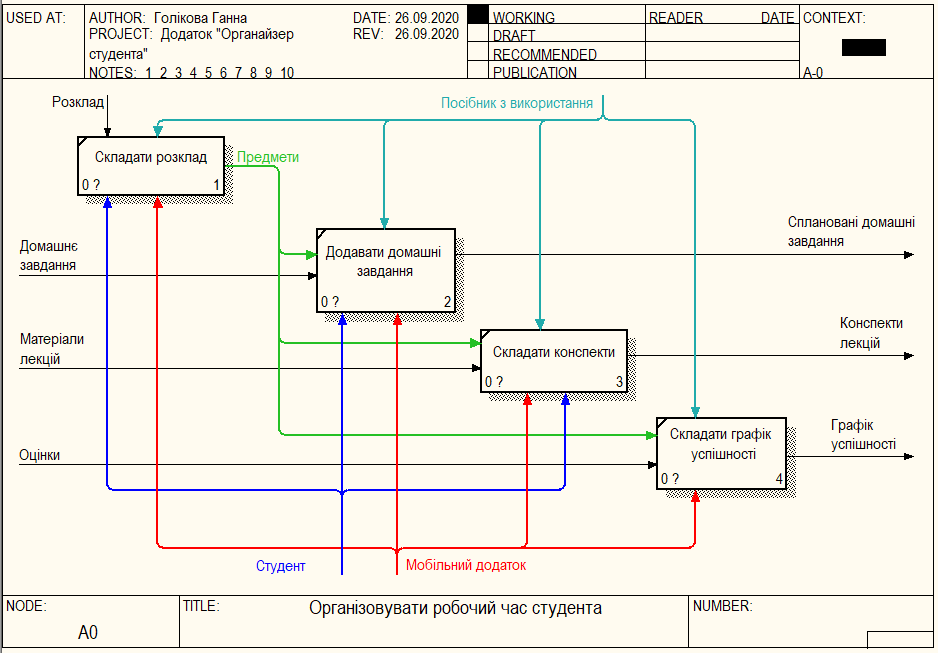 USED AT:
AUTHOR: Голікова Ганна
DATE: 26.09.2020
PROJECT: Додаток "Органайзер
студента"
REV: 26.09.2020
NOTES: 1 2 3 4 5 6 7 8 9 10
WORKING
DRAFT
RECOMMENDED
PUBLICATION
READER
DATE
CONTEXT:
A-0
Розклад
Посібник з використання
Складати розклад
0 ?
1
Предмети
Домашнє
завдання
Додавати домашні
завдання
0 ?
2
Сплановані домашні
завдання
Матеріали
лекцій
Складати конспекти
0 ?
3
Конспекти
лекцій
Оцінки
Складати графік
успішності
0 ?
4
Графік
успішності
Студент
Мобільний додаток
NODE:
A0
TITLE:
Організовувати робочий час студента
NUMBER: